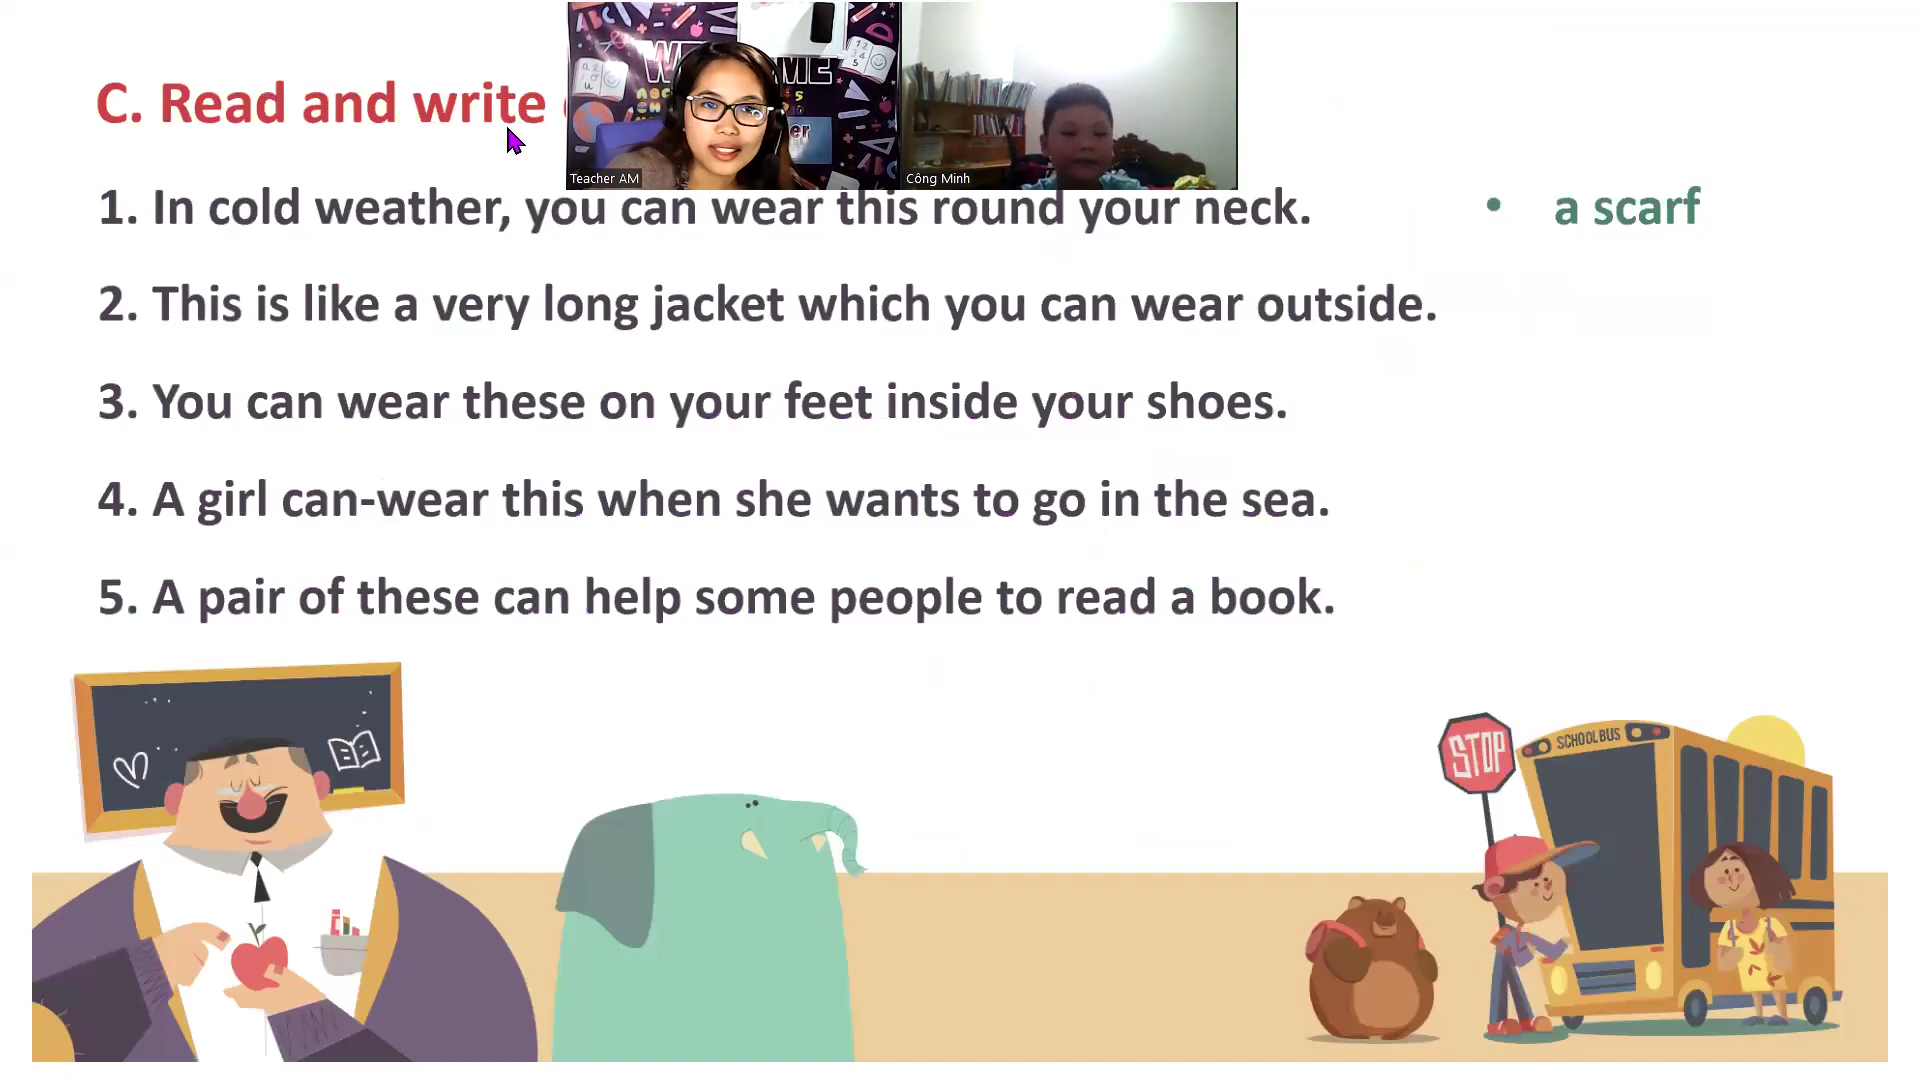 C. Read and write
Teacher AM
Công Minh
1. In cold weather, you can wear this round your neck.
• a scarf
2. This is like a very long jacket which you can wear outside.
3. You can wear these on your feet inside your shoes.
4. A girl can-wear this when she wants to go in the sea.
5. A pair of these can help some people to read a book.
STOP
SCHOOL BUS